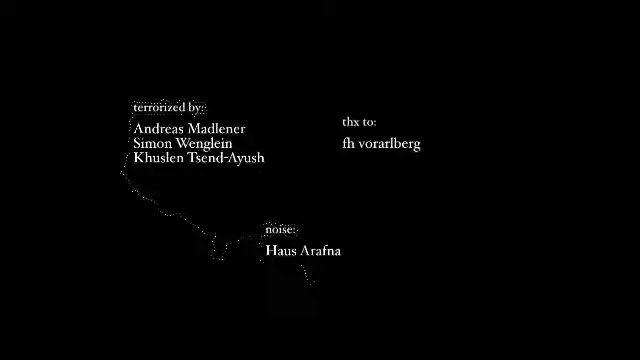 terrorized by:
Andreas Madlener
Simon Wenglein
Khuslen Tsend-Ayush
thx to:
fh vorarlberg
noise:
Haus Arafna